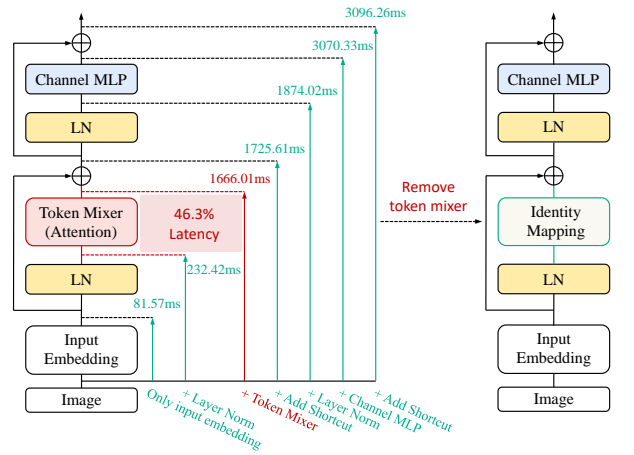 3096.26ms
3070.33ms
1874.02ms
1725.61ms
1666.01ms
232.42ms
81.57ms
Channel MLP
LN
Token Mixer
(Attention)
46.3%
Latency
LN
Input
Embedding
Image
Only input embedding
+ Layer Norm
+ Token Mixer
+ Add Shortcut
+ Layer Norm
+ Channel MLP
+ Add Shortcut
Remove
token mixer
Channel MLP
LN
Identity
Mapping
LN
Input
Embedding
Image